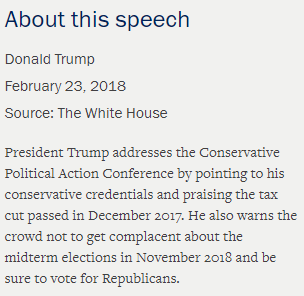 About this speech
Donald Trump
February 23, 2018
Source: The White House
President Trump addresses the Conservative
Political Action Conference by pointing to his
conservative credentials and praising the tax
cut passed in December 2017. He also warns the
crowd not to get complacent about the
midterm elections in November 2018 and be
sure to vote for Republicans.